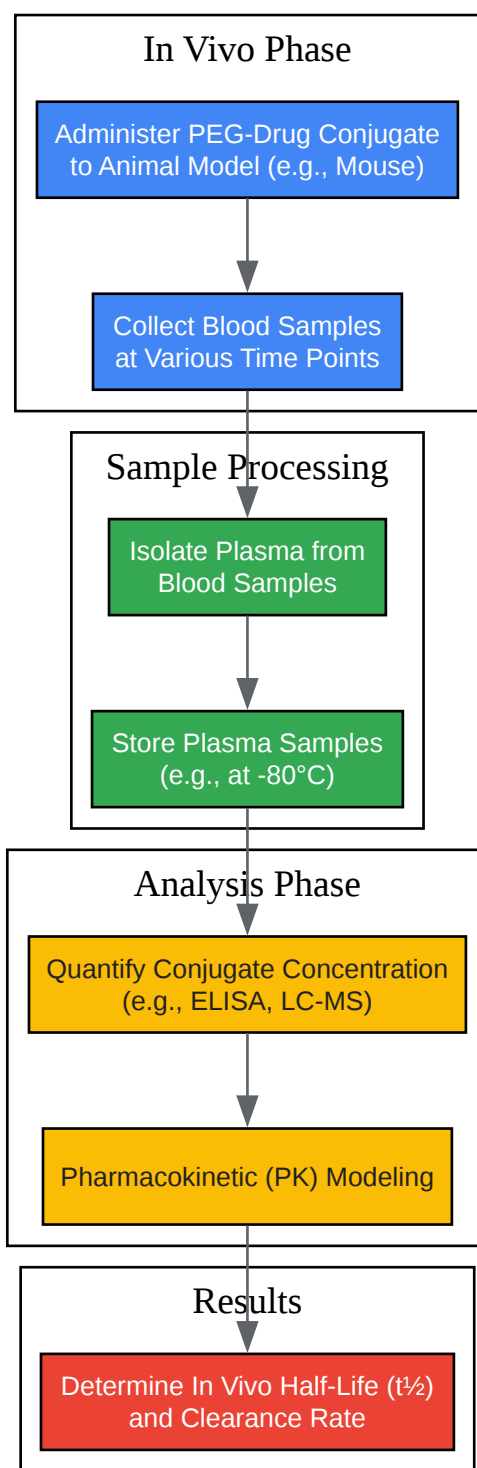 In Vivo Phase
Administer PEG-Drug Conjugate
to Animal Model (e.g., Mouse)
Collect Blood Samples
at Various Time Points
Sample Processing
Isolate Plasma from
Blood Samples
Store Plasma Samples
(e.g., at -80°C)
Analysis Phase
Quantify Conjugate Concentration
(e.g., ELISA, LC-MS)
Pharmacokinetic (PK) Modeling
Results
Determine In Vivo Half-Life (t½)
and Clearance Rate